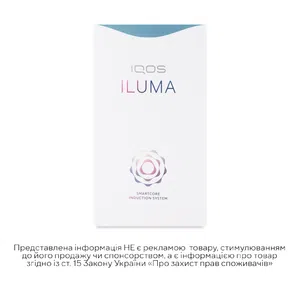 IQOS
ILUMA
SMARTCORE
INDUCTION SYSTEM
Представлена інформація НЕ є рекламою товару, стимулюванням
до його продажу чи спонсорством, а є інформацією про товар
згідно із ст. 15 Закону України «Про захист прав споживачів»